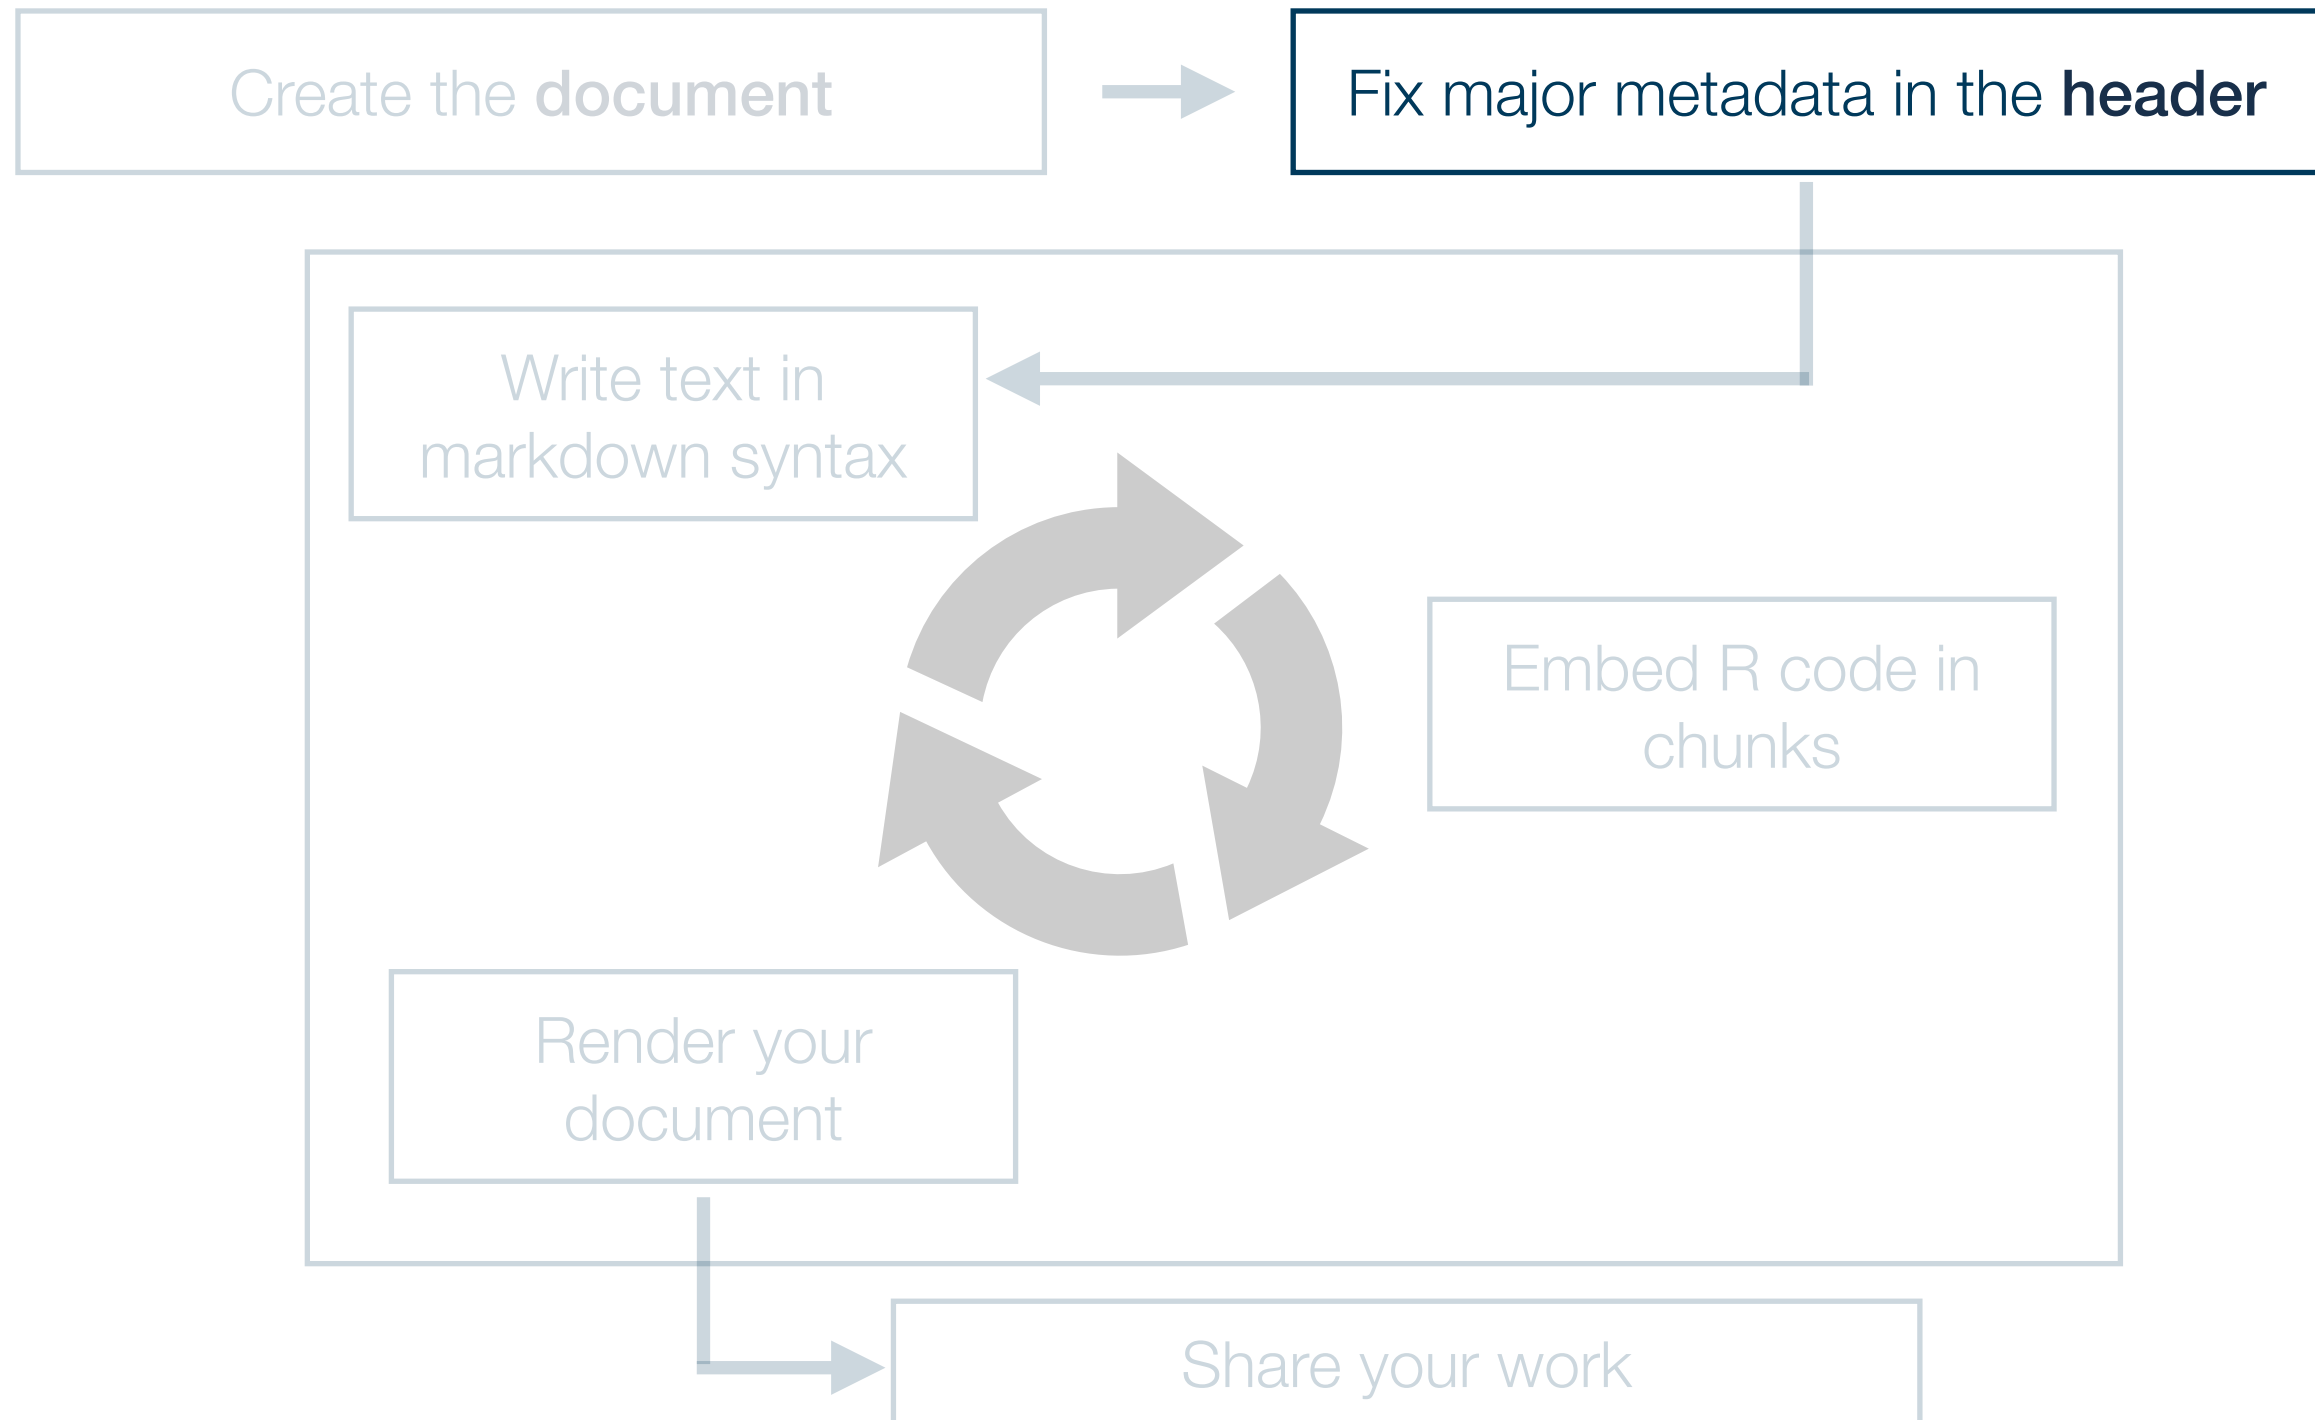 Create the document
Fix major metadata in the header
Write text in
markdown syntax
Embed R code in
chunks
Render your
document
Share your work